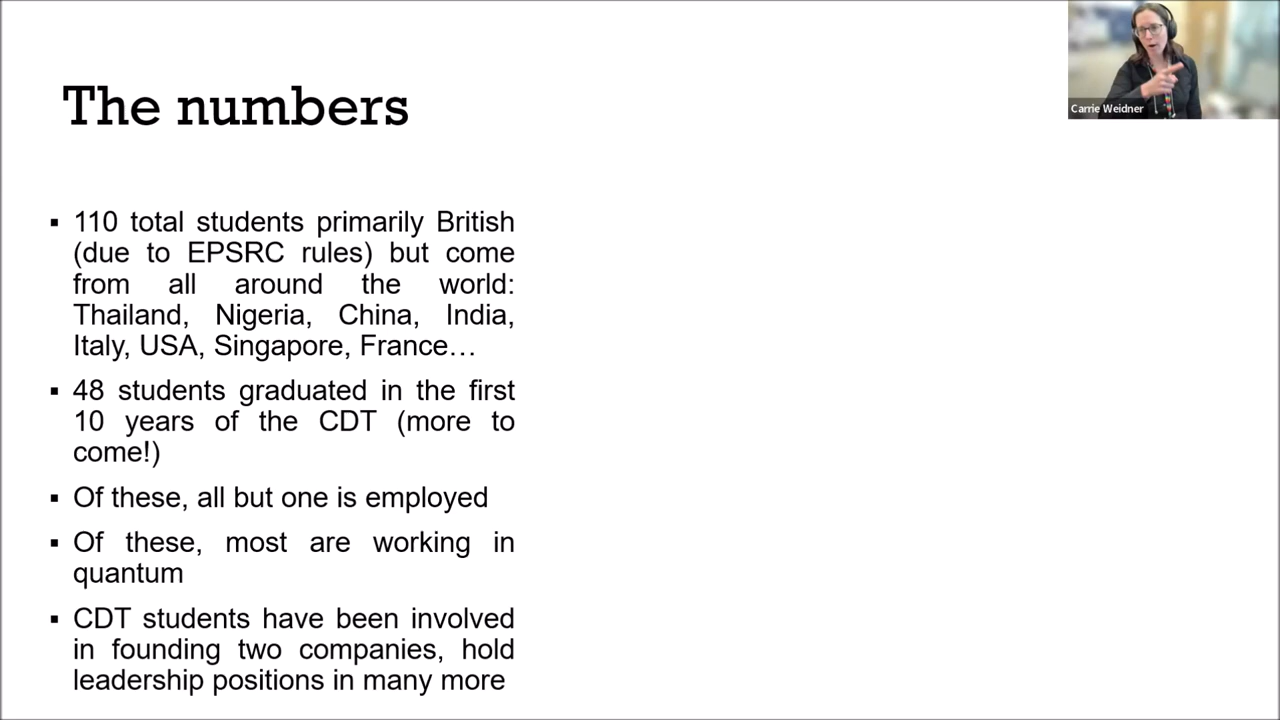 The numbers
Carrie Weidner
▪ 110 total students primarily British
(due to EPSRC rules) but come
from all around the world:
Thailand, Nigeria, China, India,
Italy, USA, Singapore, France…
▪ 48 students graduated in the first
10 years of the CDT (more to
come!)
▪ Of these, all but one is employed
▪ Of these, most are working in
quantum
▪ CDT students have been involved
in founding two companies, hold
leadership positions in many more